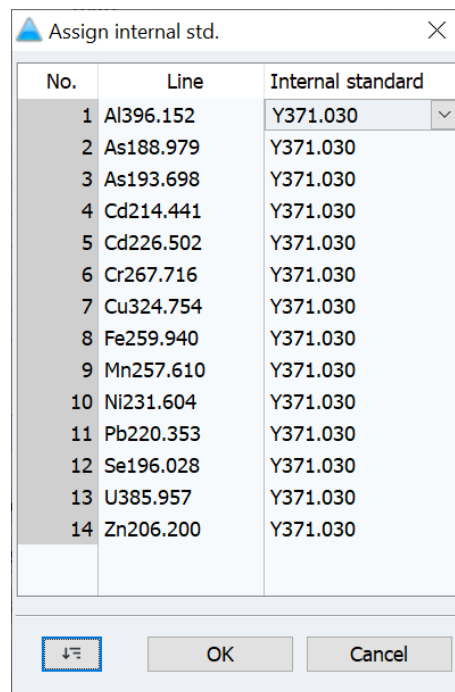 Assign internal std.
No. Line Internal standard
1 Al396.152 Y371.030
2 As188.979 Y371.030
3 As193.698 Y371.030
4 Cd214.441 Y371.030
5 Cd226.502 Y371.030
6 Cr267.716 Y371.030
7 Cu324.754 Y371.030
8 Fe259.940 Y371.030
9 Mn257.610 Y371.030
10 Ni231.604 Y371.030
11 Pb220.353 Y371.030
12 Se196.028 Y371.030
13 U385.957 Y371.030
14 Zn206.200 Y371.030
OK Cancel